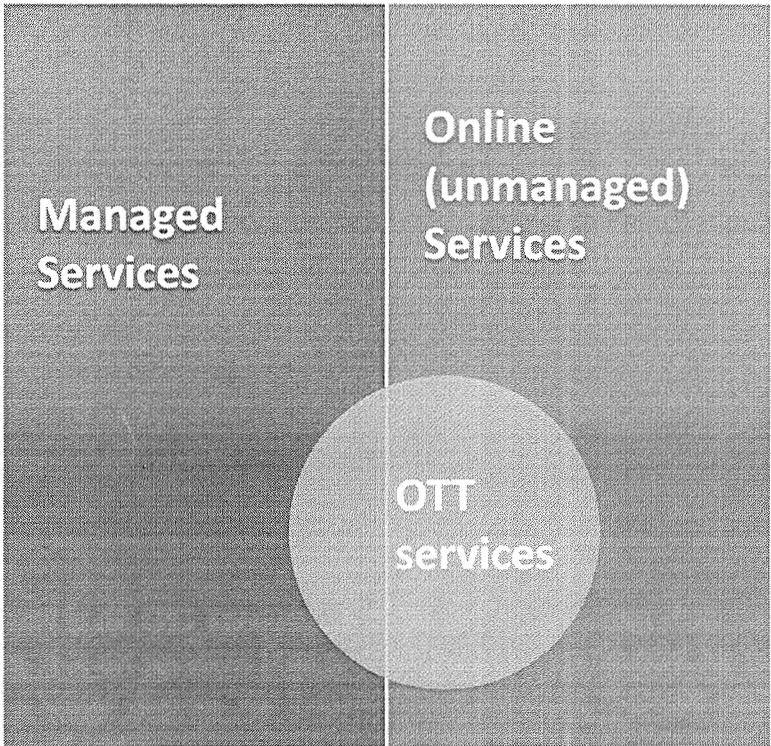 Managed
Services
Online
(unmanaged)
Services
OTT
services